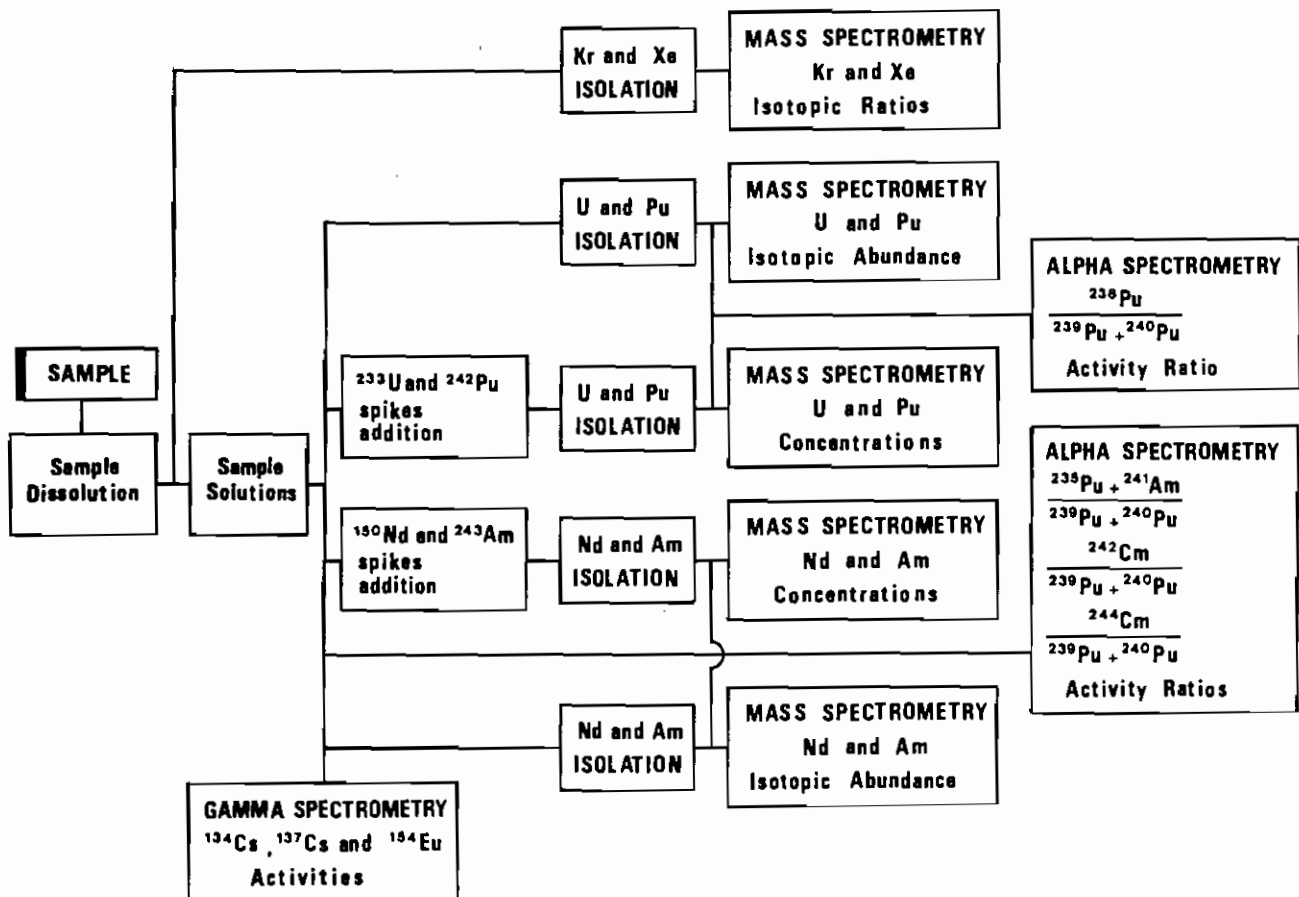 Kr and Xe
ISOLATION
MASS SPECTROMETRY
Kr and Xe
Isotopic Ratios
U and Pu
ISOLATION
MASS SPECTROMETRY
U and Pu
Isotopic Abundance
ALPHA SPECTROMETRY
²³⁸Pu
²³⁹Pu + ²⁴⁰Pu
Activity Ratio
SAMPLE
Sample
Dissolution
Sample
Solutions
²³³U and ²⁴²Pu
spikes
addition
U and Pu
ISOLATION
MASS SPECTROMETRY
U and Pu
Concentrations
ALPHA SPECTROMETRY
²³⁸Pu + ²⁴¹Am
²³⁹Pu + ²⁴⁰Pu
²⁴²Cm
²³⁹Pu + ²⁴⁰Pu
²⁴⁴Cm
²³⁹Pu + ²⁴⁰Pu
Activity Ratios
¹⁵⁰Nd and ²⁴³Am
spikes
addition
Nd and Am
ISOLATION
MASS SPECTROMETRY
Nd and Am
Concentrations
Nd and Am
ISOLATION
MASS SPECTROMETRY
Nd and Am
Isotopic Abundance
GAMMA SPECTROMETRY
¹³⁴Cs , ¹³⁷Cs and ¹⁵⁴Eu
Activities